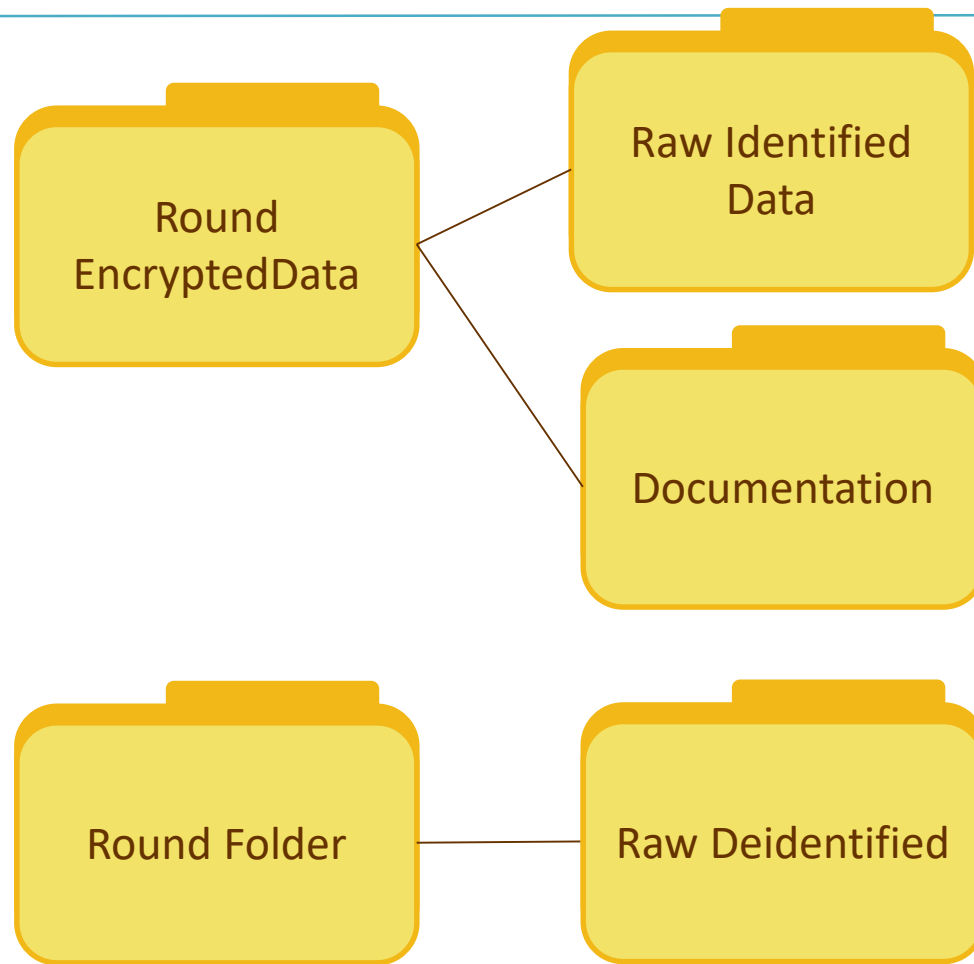 Round
EncryptedData
Raw Identified
Data
Documentation
Round Folder
Raw Deidentified